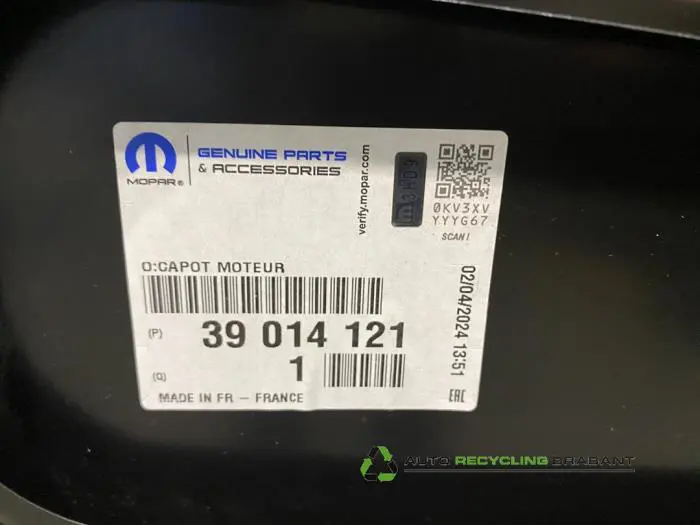 MOPAR®
GENUINE PARTS
& ACCESSORIES
verify.mopar.com
0KV3XV
YYYG67
SCAN!
O:CAPOT MOTEUR
(P) 39 014 121
(Q) 1
MADE IN FR – FRANCE
02/04/2024 13:51
EAC
AUTO RECYCLING BRABANT